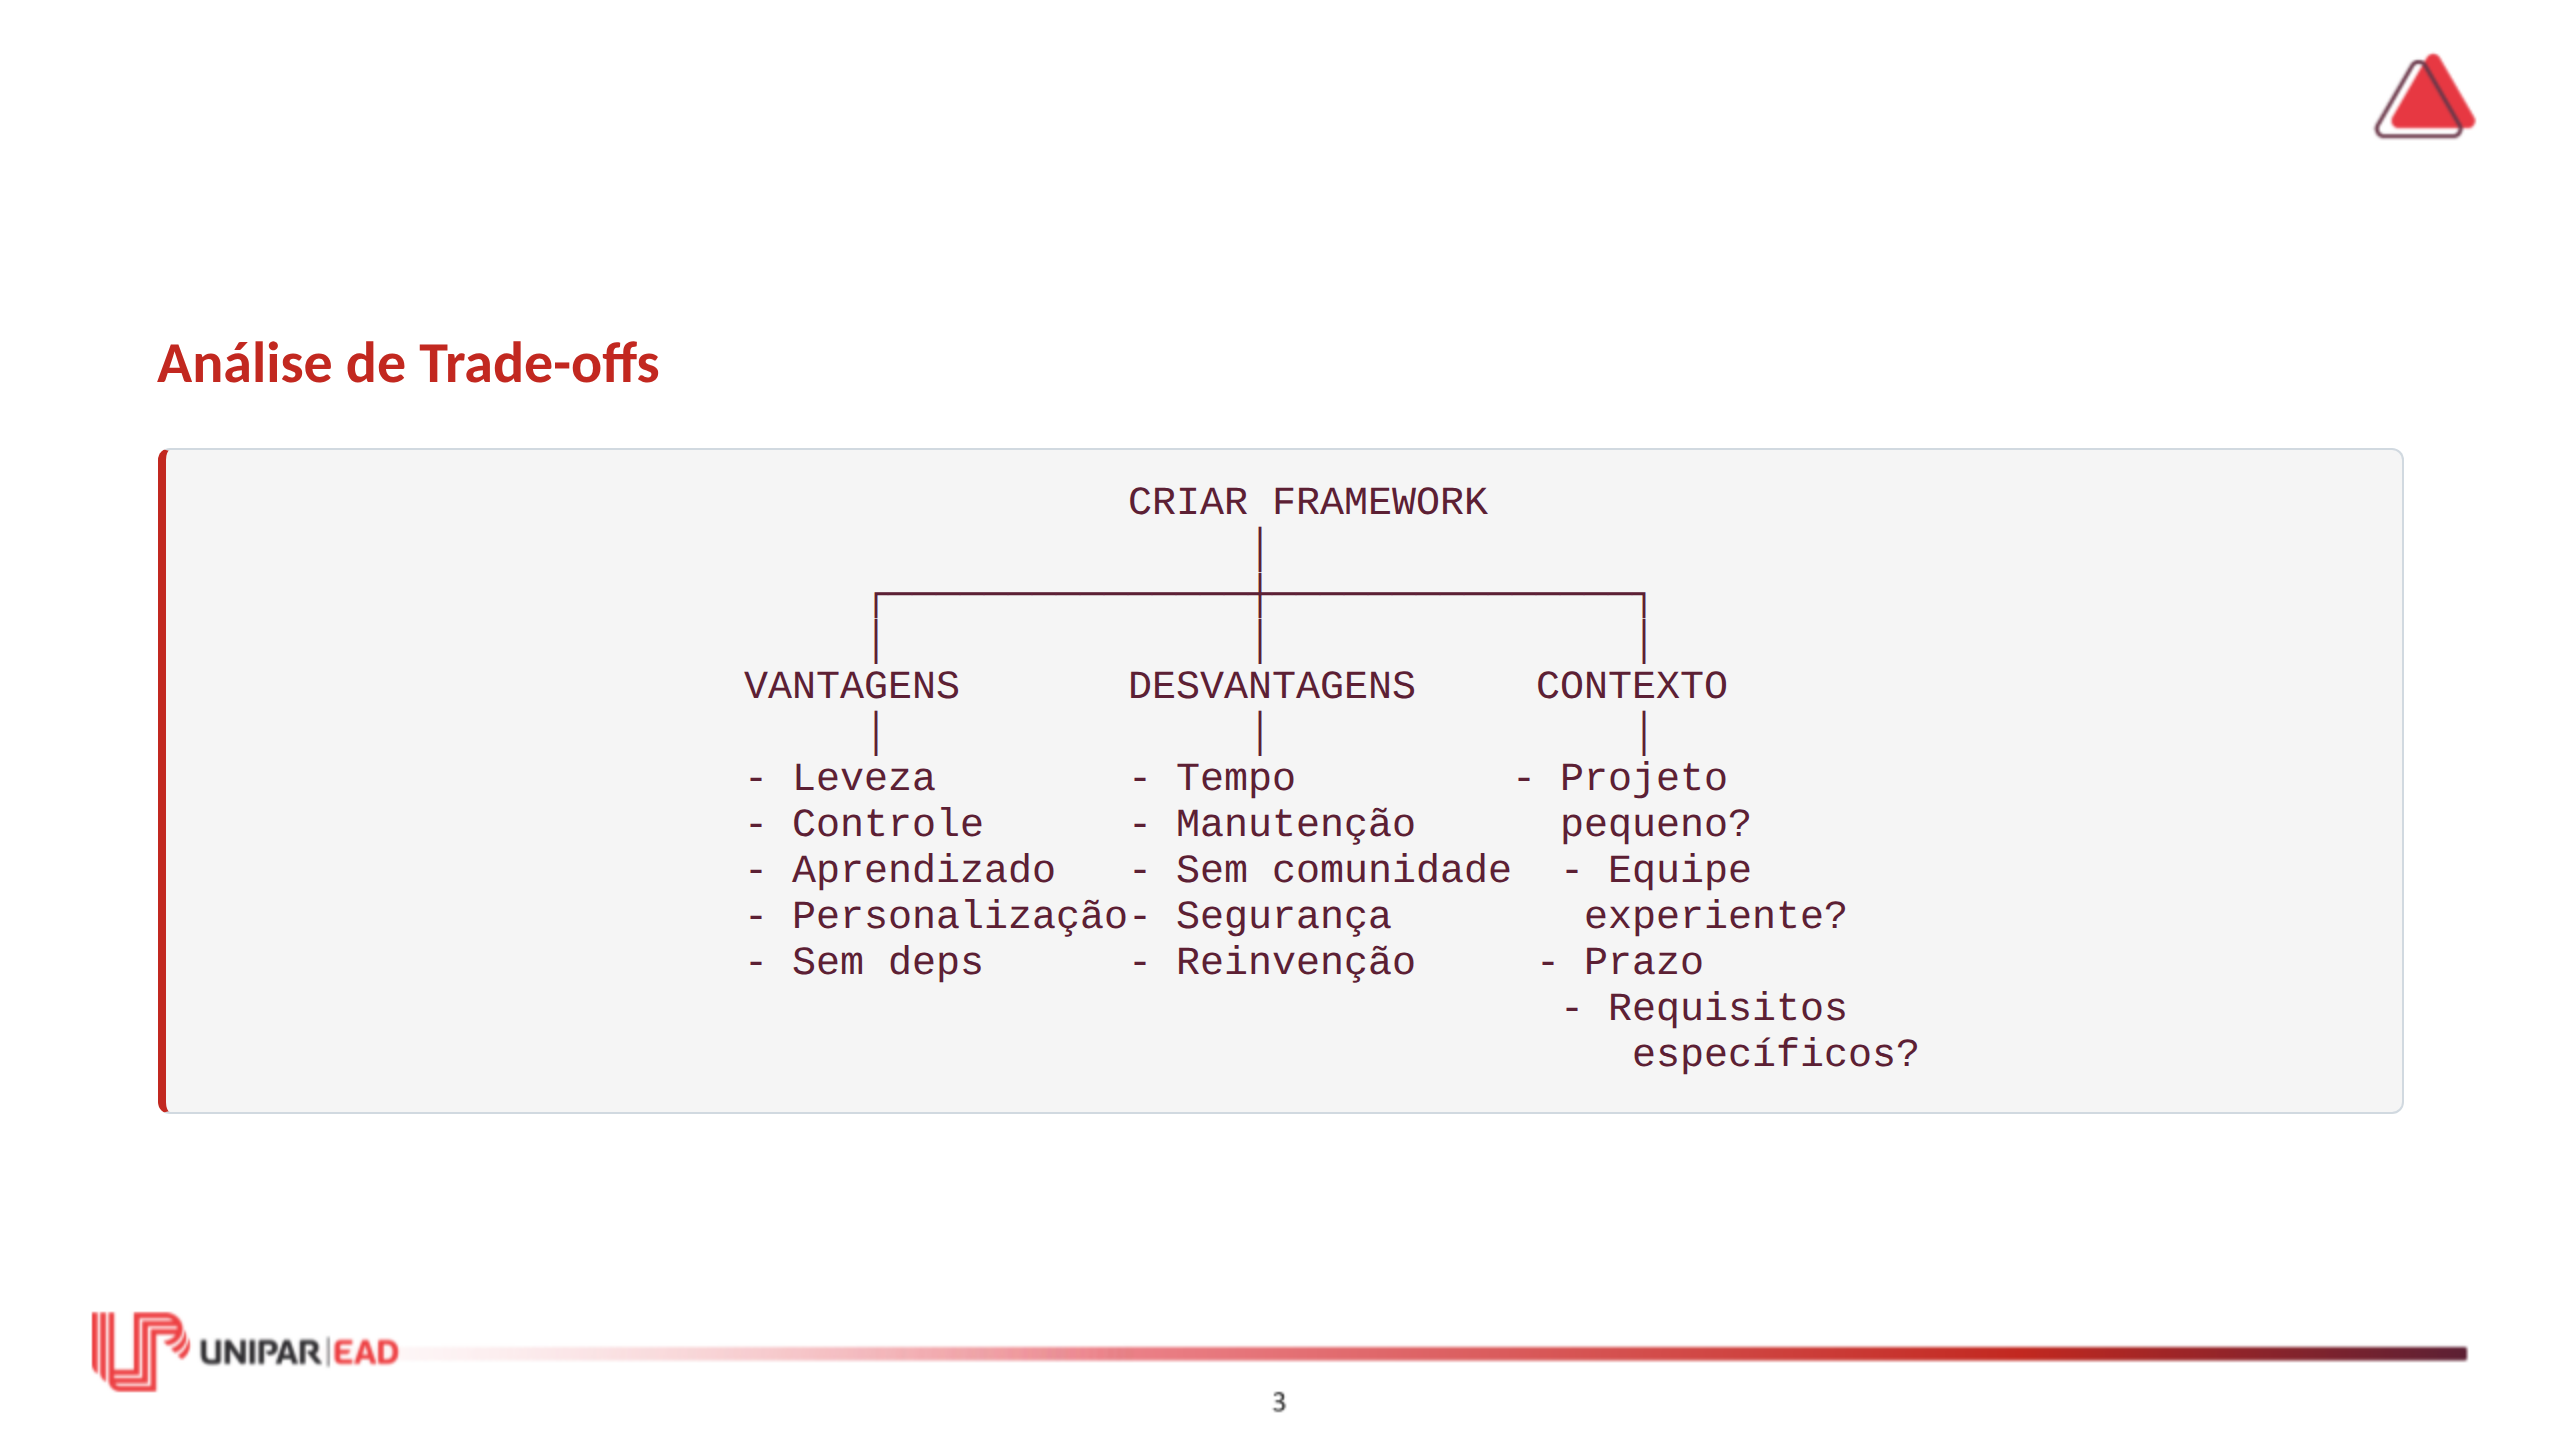 Análise de Trade-offs
CRIAR FRAMEWORK
VANTAGENS DESVANTAGENS CONTEXTO
- Leveza - Tempo - Projeto
- Controle - Manutenção pequeno?
- Aprendizado - Sem comunidade - Equipe
- Personalização- Segurança experiente?
- Sem deps - Reinvenção - Prazo
- Requisitos
específicos?
UNIPAR|EAD
3